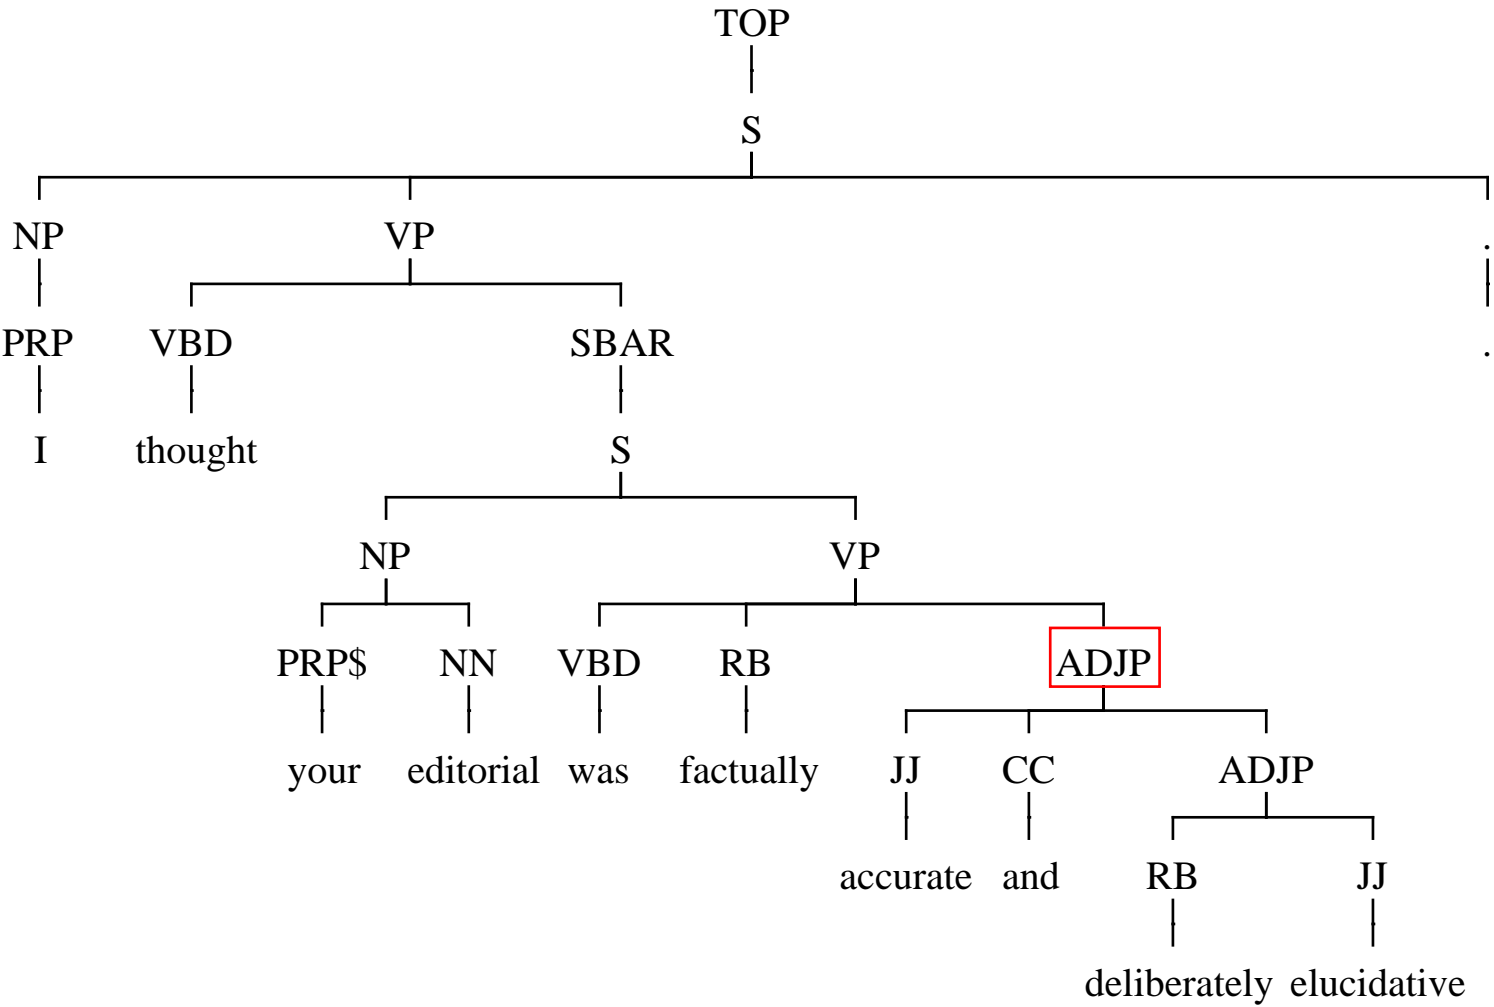 TOP
S
NP VP .
PRP VBD SBAR .
I thought S
NP VP
PRP$ NN VBD RB ADJP
your editorial was factually JJ CC ADJP
accurate and RB JJ
deliberately elucidative